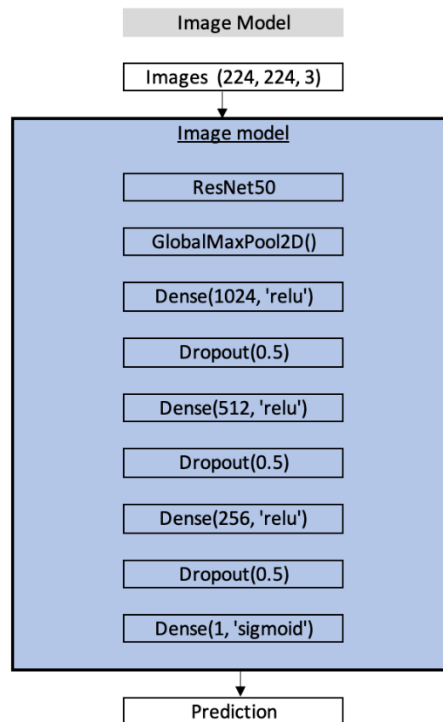 Image Model
Images (224, 224, 3)
Image model
ResNet50
GlobalMaxPool2D()
Dense(1024, 'relu')
Dropout(0.5)
Dense(512, 'relu')
Dropout(0.5)
Dense(256, 'relu')
Dropout(0.5)
Dense(1, 'sigmoid')
Prediction